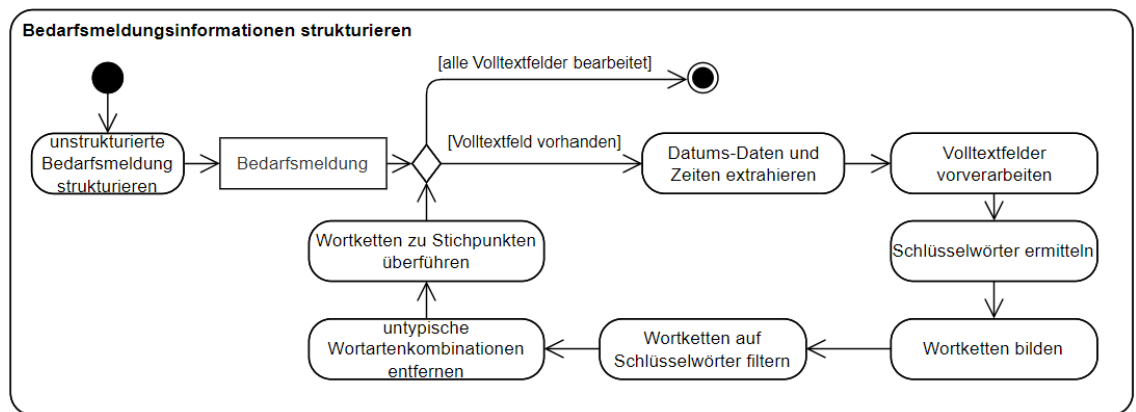 Bedarfsmeldungsinformationen strukturieren
[alle Volltextfelder bearbeitet]
unstrukturierte
Bedarfsmeldung
strukturieren
Bedarfsmeldung
[Volltextfeld vorhanden]
Datums-Daten und
Zeiten extrahieren
Volltextfelder
vorverarbeiten
Schlüsselwörter ermitteln
Wortketten bilden
Wortketten auf
Schlüsselwörter filtern
untypische
Wortartenkombinationen
entfernen
Wortketten zu Stichpunkten
überführen